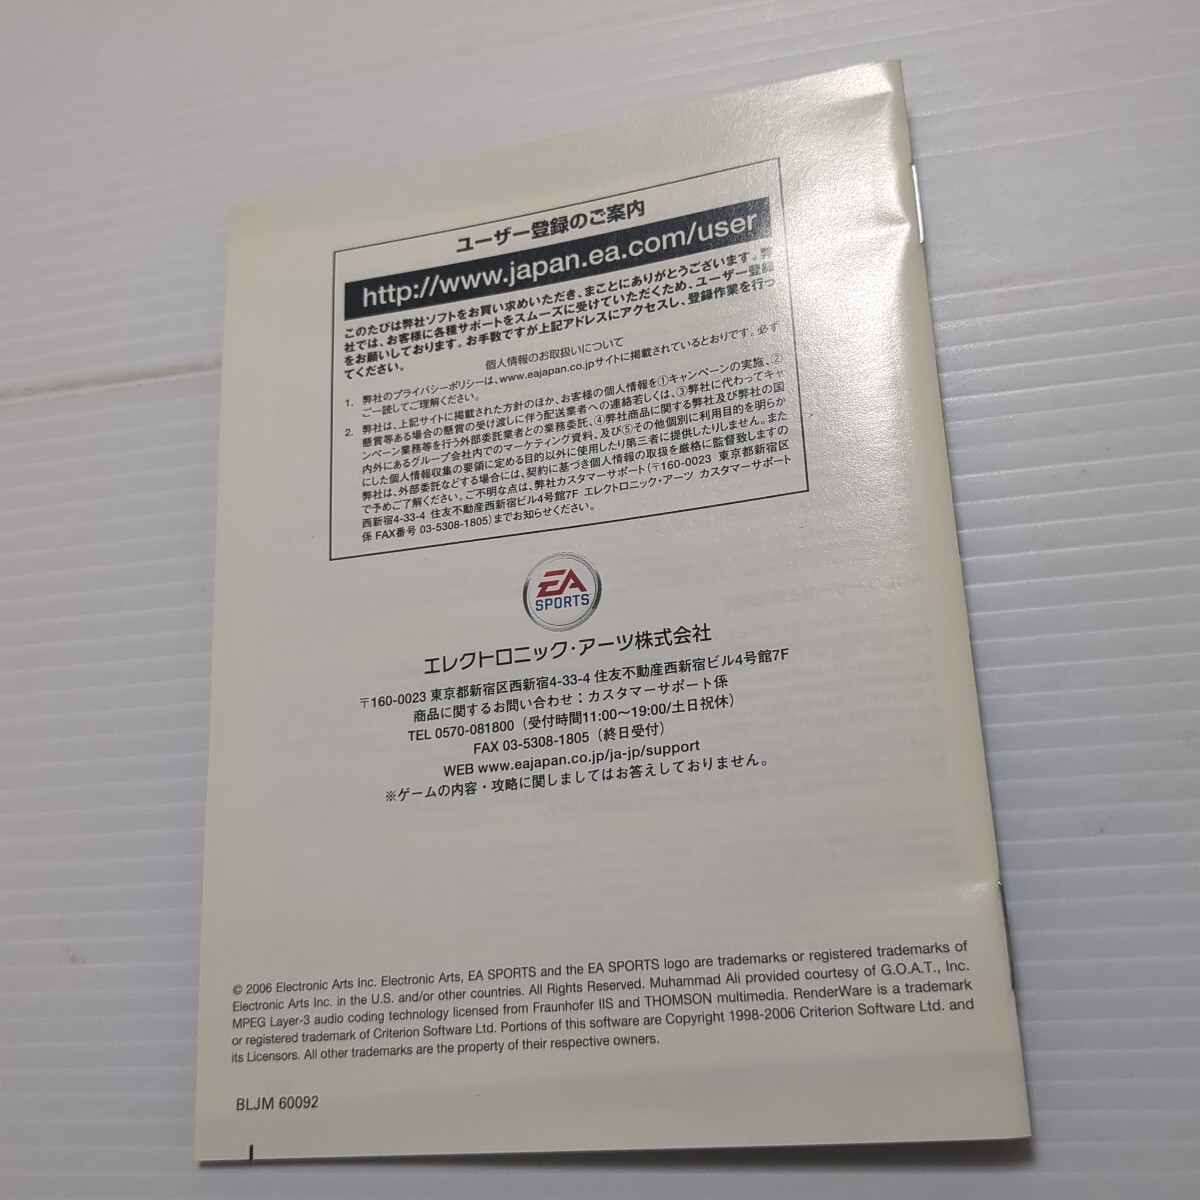 ユーザー登録のご案内
http://www.japan.ea.com/user
このたびは弊社ソフトをお買い求めいただき、まことにありがとうございます。弊
社では、お客様に各種サポートをスムーズに受けていただくため、ユーザー登録
をお願いしております。お手数ですが上記アドレスにアクセスし、登録作業を行っ
てください。
個人情報のお取扱いについて
1. 弊社のプライバシーポリシーは、www.eajapan.co.jpサイトに掲載されているとおりです。必ず
ご一読してご理解ください。
2. 弊社は、上記サイトに掲載された方針のほか、お客様の個人情報を①キャンペーンの実施、②
懸賞等ある場合の懸賞の受け渡しに伴う配送業者への連絡若しくは、③弊社に代わってキャ
ンペーン業務等を行う外部委託業者との業務委託、④弊社商品に関する弊社及び弊社の国
内外にあるグループ会社内でのマーケティング資料、及び⑤その他個別に利用目的を明らか
にした個人情報収集の要領に定める目的以外に使用したり第三者に提供したりしません。また
弊社は、外部委託などする場合には、契約に基づき個人情報の取扱を厳格に監督致しますの
で予めご了解ください。ご不明な点は、弊社カスタマーサポート(〒160-0023 東京都新宿区
西新宿4-33-4 住友不動産西新宿ビル4号館7F エレクトロニック・アーツ カスタマーサポート
係 FAX番号 03-5308-1805)までお知らせください。
EA
SPORTS
エレクトロニック・アーツ株式会社
〒160-0023 東京都新宿区西新宿4-33-4 住友不動産西新宿ビル4号館7F
商品に関するお問い合わせ：カスタマーサポート係
TEL 0570-081800（受付時間11:00〜19:00/土日祝休）
FAX 03-5308-1805（終日受付）
WEB www.eajapan.co.jp/ja-jp/support
※ゲームの内容・攻略に関しましてはお答えしておりません。
© 2006 Electronic Arts Inc. Electronic Arts, EA SPORTS and the EA SPORTS logo are trademarks or registered trademarks of
Electronic Arts Inc. in the U.S. and/or other countries. All Rights Reserved. Muhammad Ali provided courtesy of G.O.A.T., Inc.
MPEG Layer-3 audio coding technology licensed from Fraunhofer IIS and THOMSON multimedia. RenderWare is a trademark
or registered trademark of Criterion Software Ltd. Portions of this software are Copyright 1998-2006 Criterion Software Ltd. and
its Licensors. All other trademarks are the property of their respective owners.
BLJM 60092